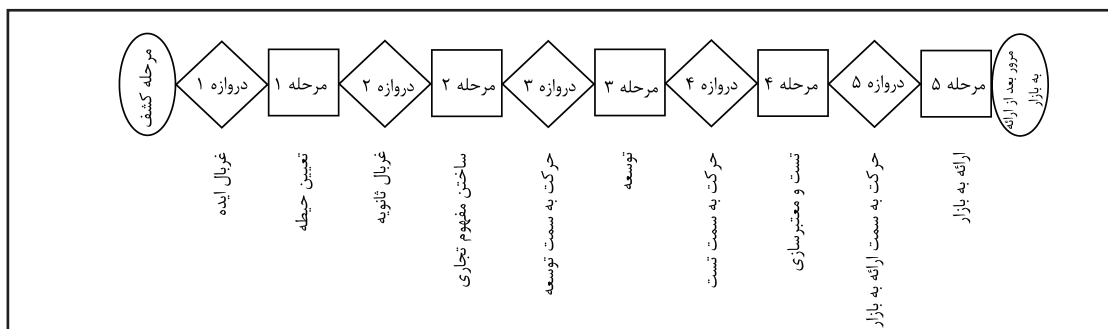 مرحله کشف
دروازه ۱
مرحله ۱
دروازه ۲
مرحله ۲
دروازه ۳
مرحله ۳
دروازه ۴
مرحله ۴
دروازه ۵
مرحله ۵
مرور بعد از ارائه
به بازار
غربال ایده
تعیین حیطه
غربال ثانویه
ساختن مفهوم تجاری
حرکت به سمت توسعه
توسعه
حرکت به سمت تست
تست و معتبرسازی
حرکت به سمت ارائه به بازار
ارائه به بازار